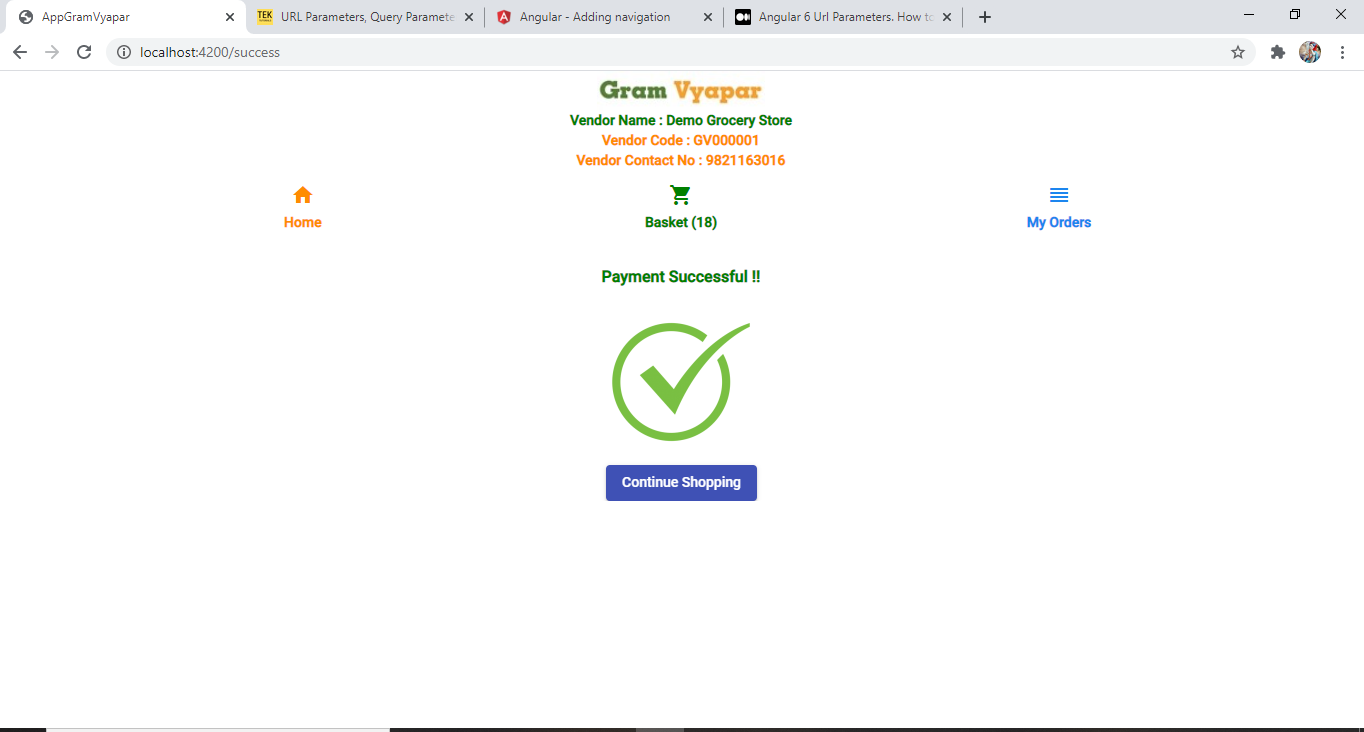 AppGramVyapar
TEK
URL Parameters, Query Paramete
Angular - Adding navigation
Angular 6 Url Parameters. How to
localhost:4200/success
Gram Vyapar
Vendor Name : Demo Grocery Store
Vendor Code : GV000001
Vendor Contact No : 9821163016
Home
Basket (18)
My Orders
Payment Successful !!
Continue Shopping